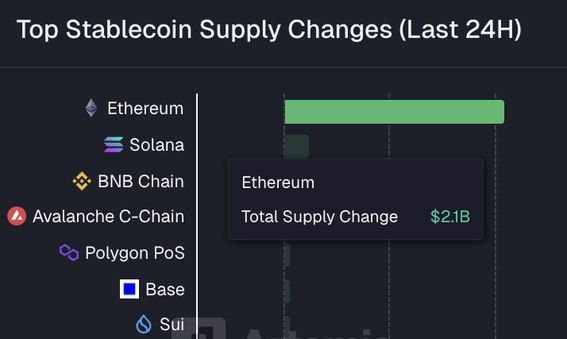 Top Stablecoin Supply Changes (Last 24H)
Ethereum
Solana
BNB Chain
Avalanche C-Chain
Polygon PoS
Base
Sui
Ethereum
Total Supply Change $2.1B
Artemis